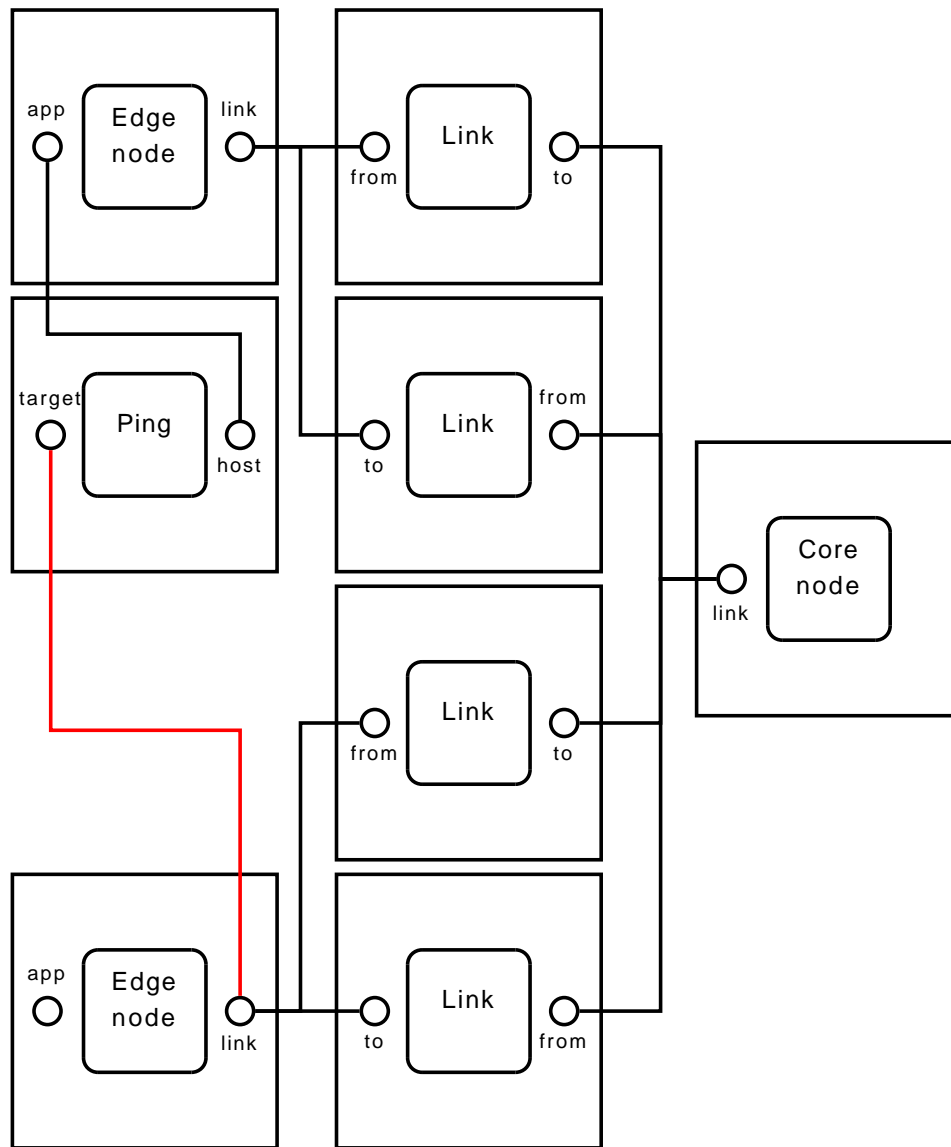 app
Edge
node
link
from
Link
to
target
Ping
host
to
Link
from
link
Core
node
from
Link
to
app
Edge
node
link
to
Link
from